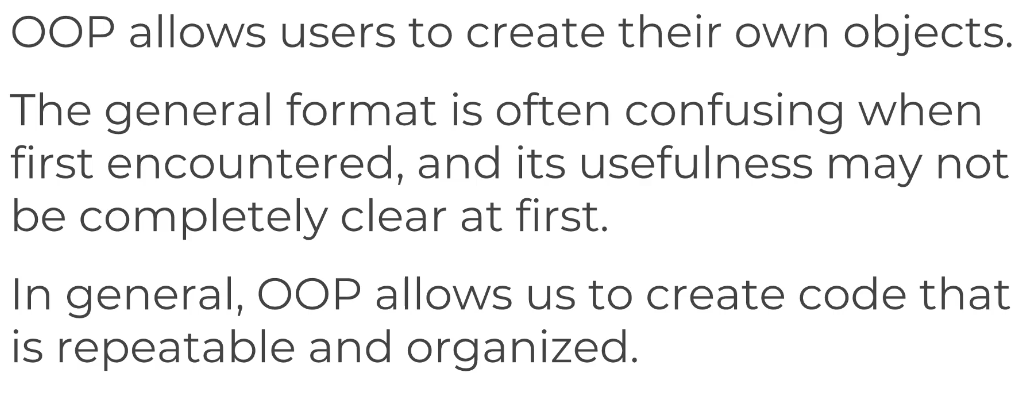 OOP allows users to create their own objects.
The general format is often confusing when
first encountered, and its usefulness may not
be completely clear at first.
In general, OOP allows us to create code that
is repeatable and organized.